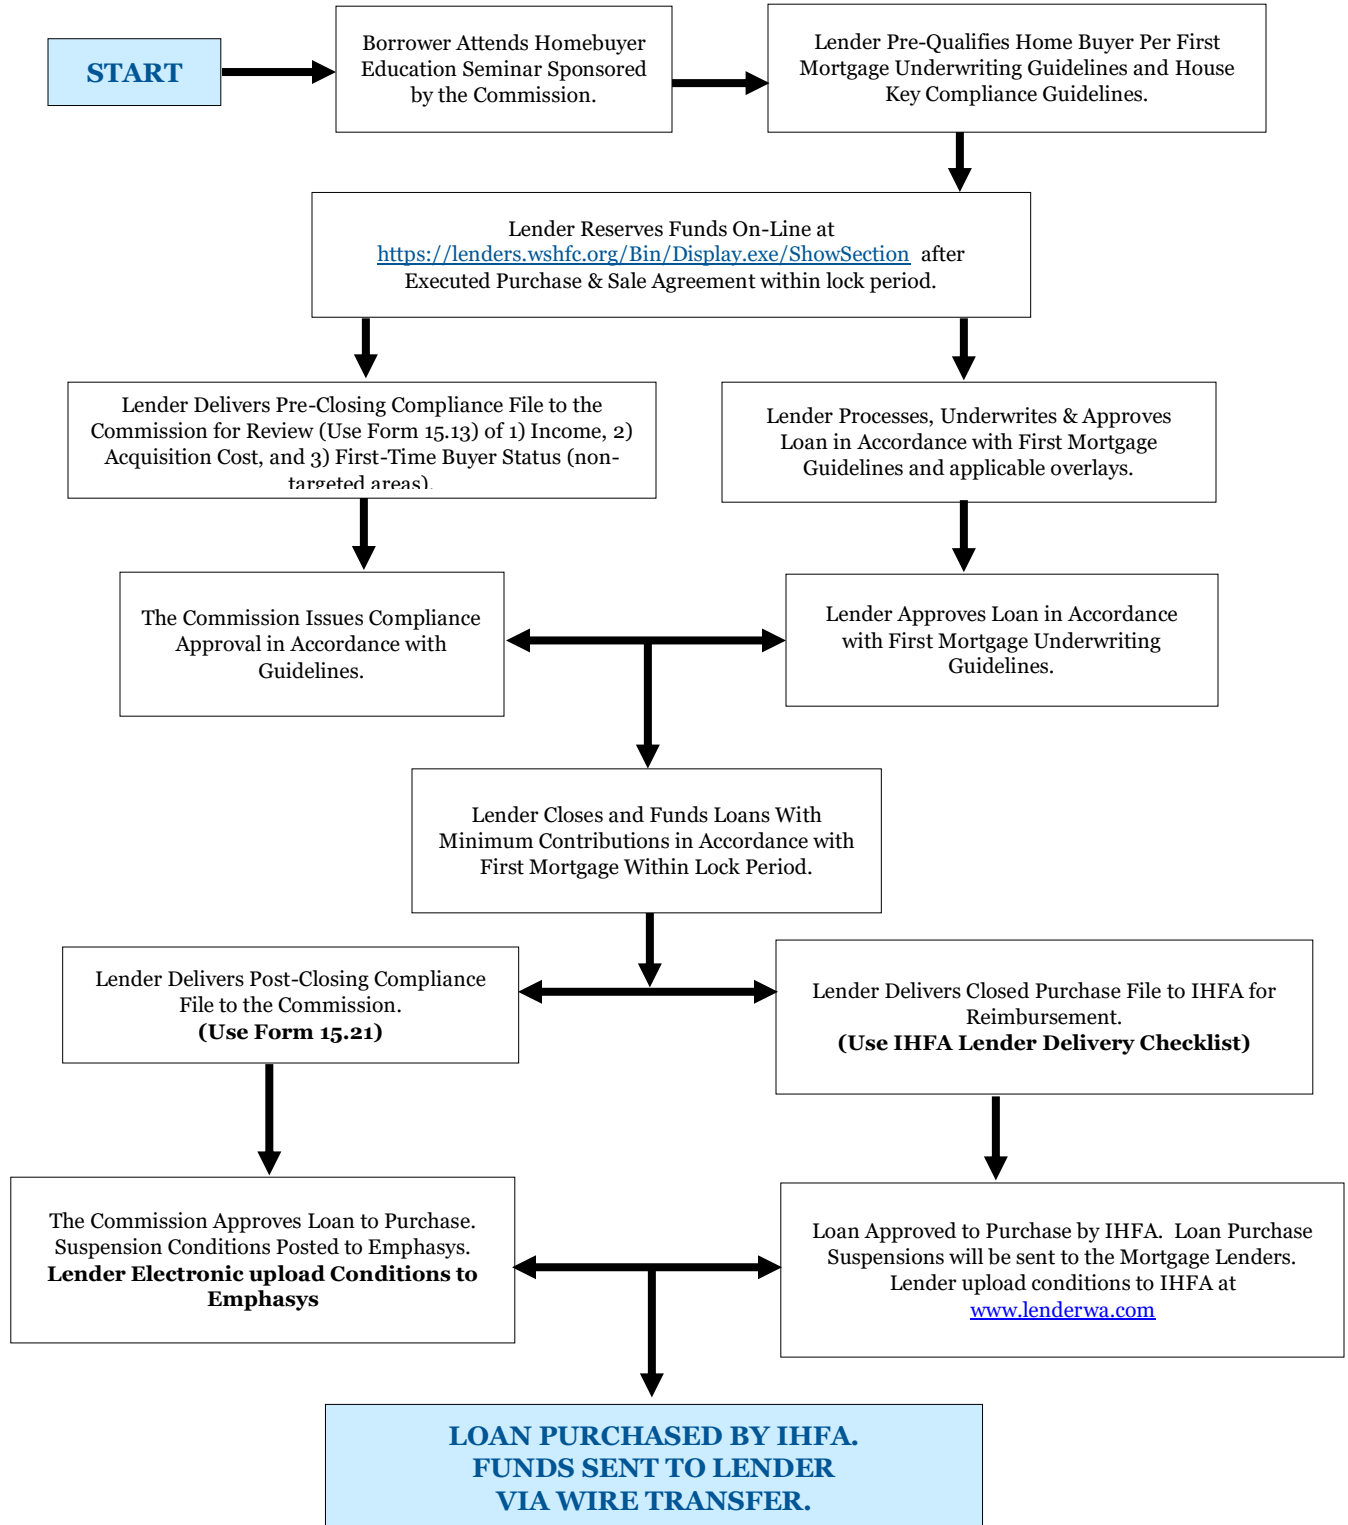 START
Borrower Attends Homebuyer
Education Seminar Sponsored
by the Commission.
Lender Pre-Qualifies Home Buyer Per First
Mortgage Underwriting Guidelines and House
Key Compliance Guidelines.
Lender Reserves Funds On-Line at
https://lenders.wshfc.org/Bin/Display.exe/ShowSection after
Executed Purchase & Sale Agreement within lock period.
Lender Delivers Pre-Closing Compliance File to the
Commission for Review (Use Form 15.13) of 1) Income, 2)
Acquisition Cost, and 3) First-Time Buyer Status (non-
targeted areas).
Lender Processes, Underwrites & Approves
Loan in Accordance with First Mortgage
Guidelines and applicable overlays.
The Commission Issues Compliance
Approval in Accordance with
Guidelines.
Lender Approves Loan in Accordance
with First Mortgage Underwriting
Guidelines.
Lender Closes and Funds Loans With
Minimum Contributions in Accordance with
First Mortgage Within Lock Period.
Lender Delivers Post-Closing Compliance
File to the Commission.
(Use Form 15.21)
Lender Delivers Closed Purchase File to IHFA for
Reimbursement.
(Use IHFA Lender Delivery Checklist)
The Commission Approves Loan to Purchase.
Suspension Conditions Posted to Emphasys.
Lender Electronic upload Conditions to
Emphasys
Loan Approved to Purchase by IHFA. Loan Purchase
Suspensions will be sent to the Mortgage Lenders.
Lender upload conditions to IHFA at
www.lenderwa.com
LOAN PURCHASED BY IHFA.
FUNDS SENT TO LENDER
VIA WIRE TRANSFER.